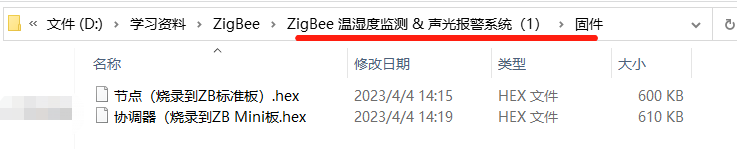 « 文件 (D:) › 学习资料 › ZigBee › ZigBee 温湿度监测 & 声光报警系统（1） › 固件
名称 修改日期 类型 大小
节点（烧录到ZB标准板）.hex 2023/4/4 14:15 HEX 文件 600 KB
协调器（烧录到ZB Mini板.hex 2023/4/4 14:19 HEX 文件 610 KB